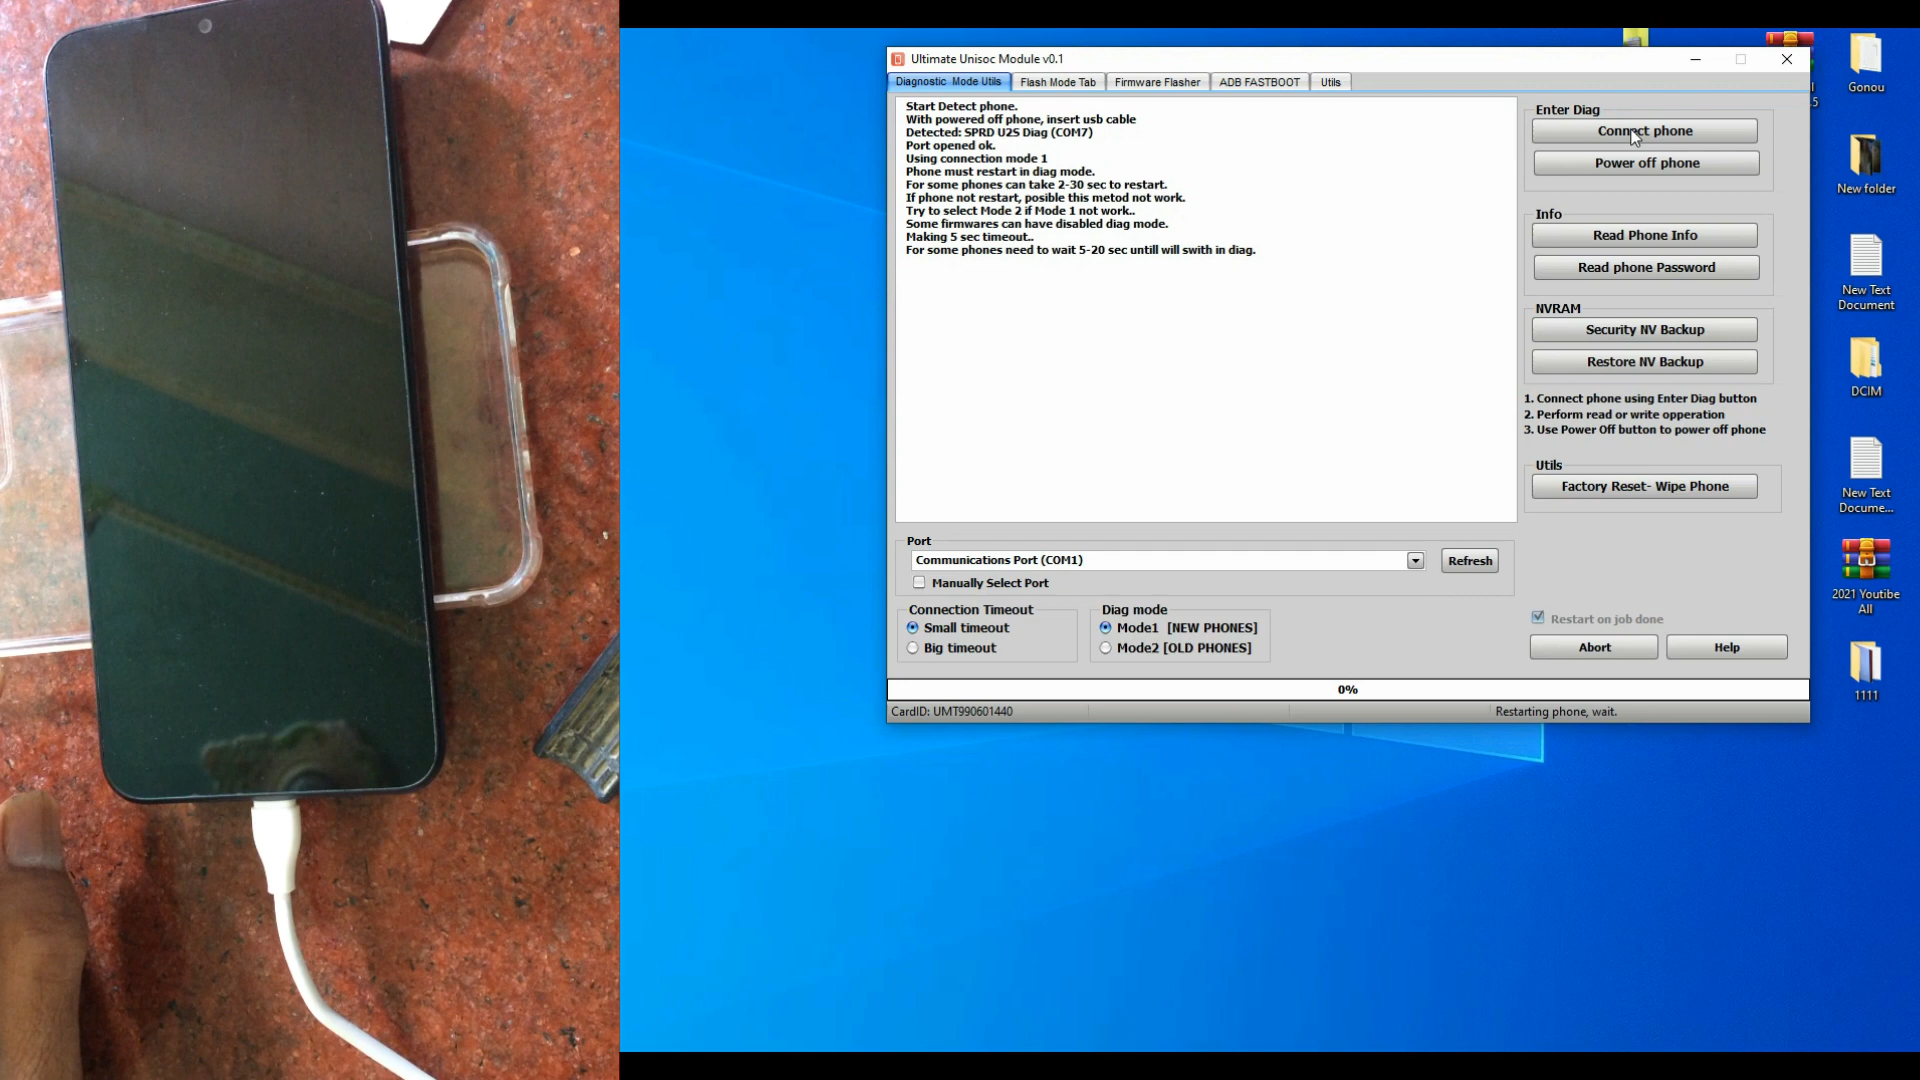 Ultimate Unisoc Module v0.1
Diagnostic Mode Utils
Flash Mode Tab
Firmware Flasher
ADB FASTBOOT
Utils
Start Detect phone.
With powered off phone, insert usb cable
Detected: SPRD U2S Diag (COM7)
Port opened ok.
Using connection mode 1
Phone must restart in diag mode.
For some phones can take 2-30 sec to restart.
If phone not restart, posible this metod not work.
Try to select Mode 2 if Mode 1 not work..
Some firmwares can have disabled diag mode.
Making 5 sec timeout..
For some phones need to wait 5-20 sec untill will swith in diag.
Enter Diag
Connect phone
Power off phone
Info
Read Phone Info
Read phone Password
NVRAM
Security NV Backup
Restore NV Backup
1. Connect phone using Enter Diag button
2. Perform read or write opperation
3. Use Power Off button to power off phone
Utils
Factory Reset- Wipe Phone
Port
Communications Port (COM1)
Refresh
Manually Select Port
Connection Timeout
Small timeout
Big timeout
Diag mode
Mode1 [NEW PHONES]
Mode2 [OLD PHONES]
Restart on job done
Abort
Help
0%
CardID: UMT990601440
Restarting phone, wait.
Gonou
New folder
New Text
Document
DCIM
New Text
Docume...
2021 Youtibe
All
1111